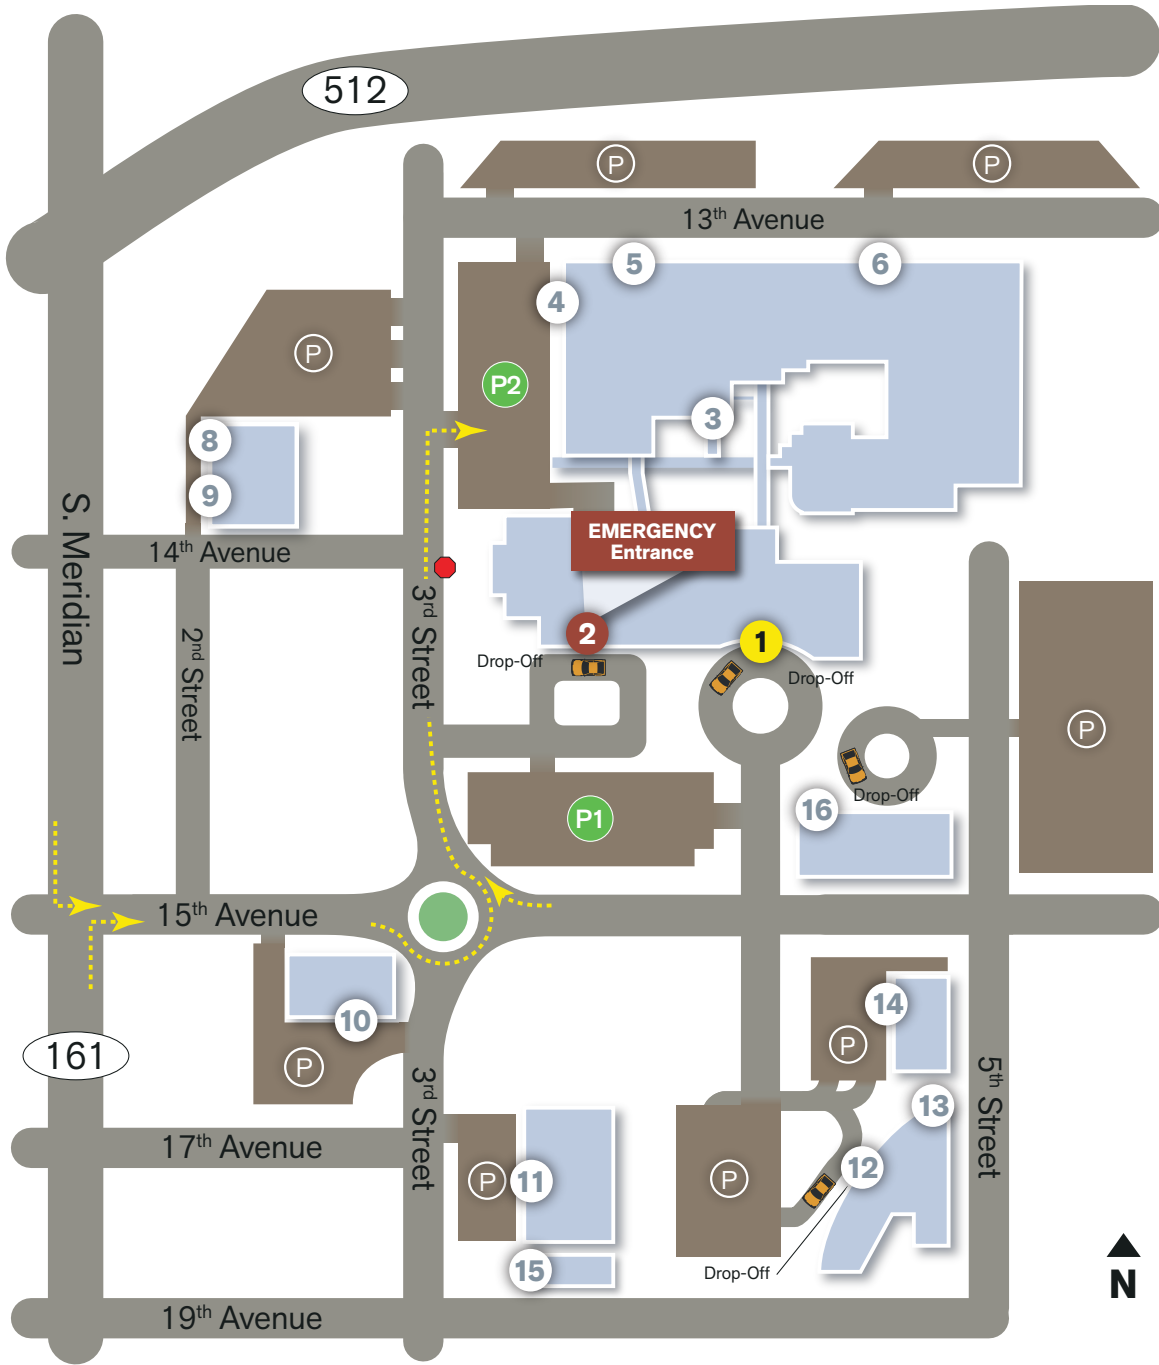 512
P
P
13th Avenue
5
6
4
P
P2
3
8
9
S. Meridian
EMERGENCY
Entrance
14th Avenue
3rd Street
2nd Street
2
1
Drop-Off
Drop-Off
P
Drop-Off
P1
16
15th Avenue
10
14
P
161
P
3rd Street
5th Street
13
17th Avenue
P
11
P
12
15
Drop-Off
N
19th Avenue